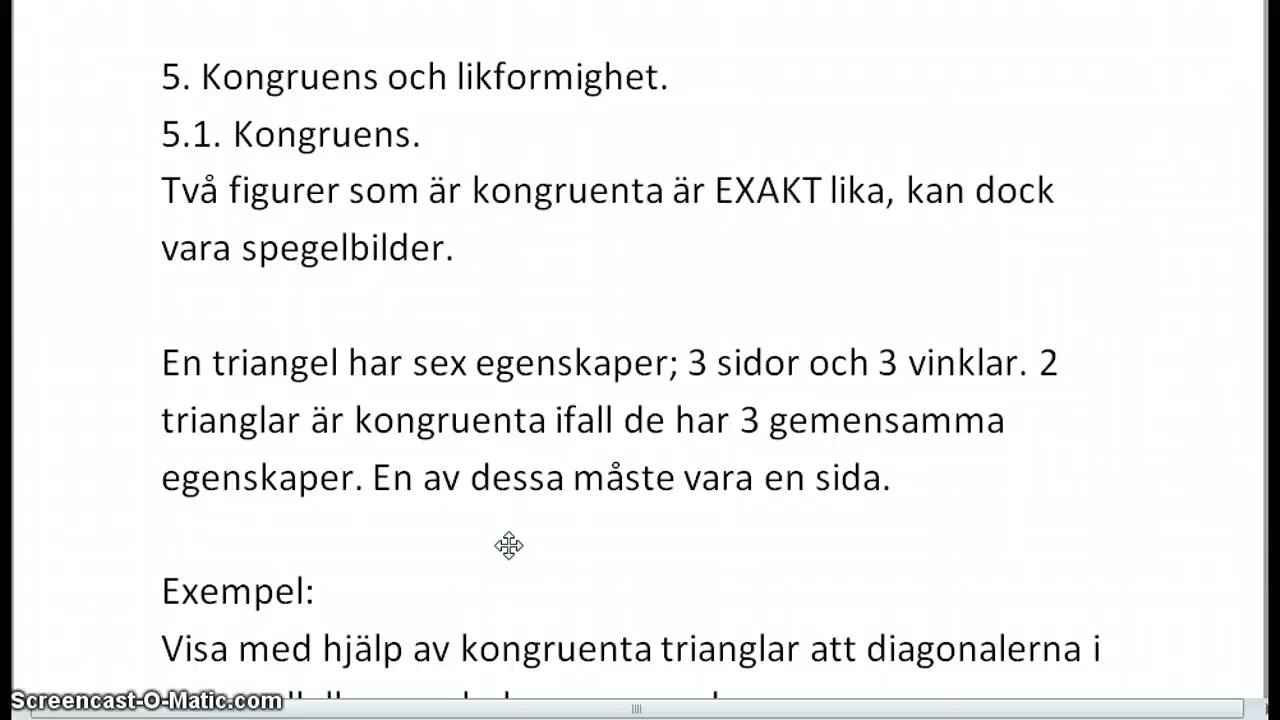 5. Kongruens och likformighet.
5.1. Kongruens.
Två figurer som är kongruenta är EXAKT lika, kan dock
vara spegelbilder.
En triangel har sex egenskaper; 3 sidor och 3 vinklar. 2
trianglar är kongruenta ifall de har 3 gemensamma
egenskaper. En av dessa måste vara en sida.
Exempel:
Visa med hjälp av kongruenta trianglar att diagonalerna i
Screencast-O-Matic.com